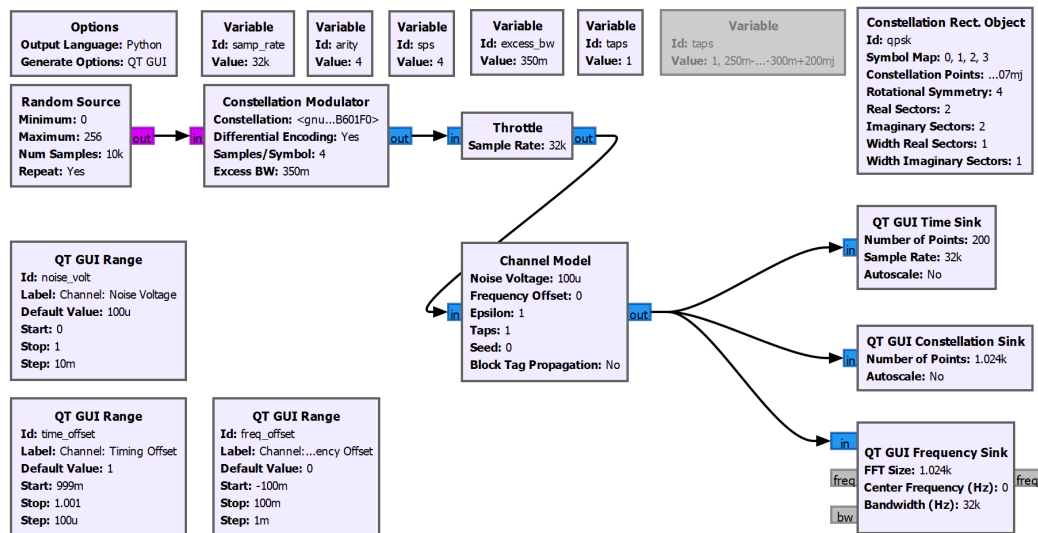 Options
Output Language: Python
Generate Options: QT GUI
Variable
Id: samp_rate
Value: 32k
Variable
Id: arity
Value: 4
Variable
Id: sps
Value: 4
Variable
Id: excess_bw
Value: 350m
Variable
Id: taps
Value: 1
Variable
Id: taps
Value: 1, 250m-...-300m+200mj
Constellation Rect. Object
Id: qpsk
Symbol Map: 0, 1, 2, 3
Constellation Points: ...07mj
Rotational Symmetry: 4
Real Sectors: 2
Imaginary Sectors: 2
Width Real Sectors: 1
Width Imaginary Sectors: 1
Random Source
Minimum: 0
Maximum: 256
Num Samples: 10k
Repeat: Yes
out
in
Constellation Modulator
Constellation: <gnu...B601F0>
Differential Encoding: Yes
Samples/Symbol: 4
Excess BW: 350m
out
in
Throttle
Sample Rate: 32k
out
QT GUI Range
Id: noise_volt
Label: Channel: Noise Voltage
Default Value: 100u
Start: 0
Stop: 1
Step: 10m
in
Channel Model
Noise Voltage: 100u
Frequency Offset: 0
Epsilon: 1
Taps: 1
Seed: 0
Block Tag Propagation: No
out
in
QT GUI Time Sink
Number of Points: 200
Sample Rate: 32k
Autoscale: No
in
QT GUI Constellation Sink
Number of Points: 1.024k
Autoscale: No
QT GUI Range
Id: time_offset
Label: Channel: Timing Offset
Default Value: 1
Start: 999m
Stop: 1.001
Step: 100u
QT GUI Range
Id: freq_offset
Label: Channel:...ency Offset
Default Value: 0
Start: -100m
Stop: 100m
Step: 1m
in
freq
bw
QT GUI Frequency Sink
FFT Size: 1.024k
Center Frequency (Hz): 0
Bandwidth (Hz): 32k
freq